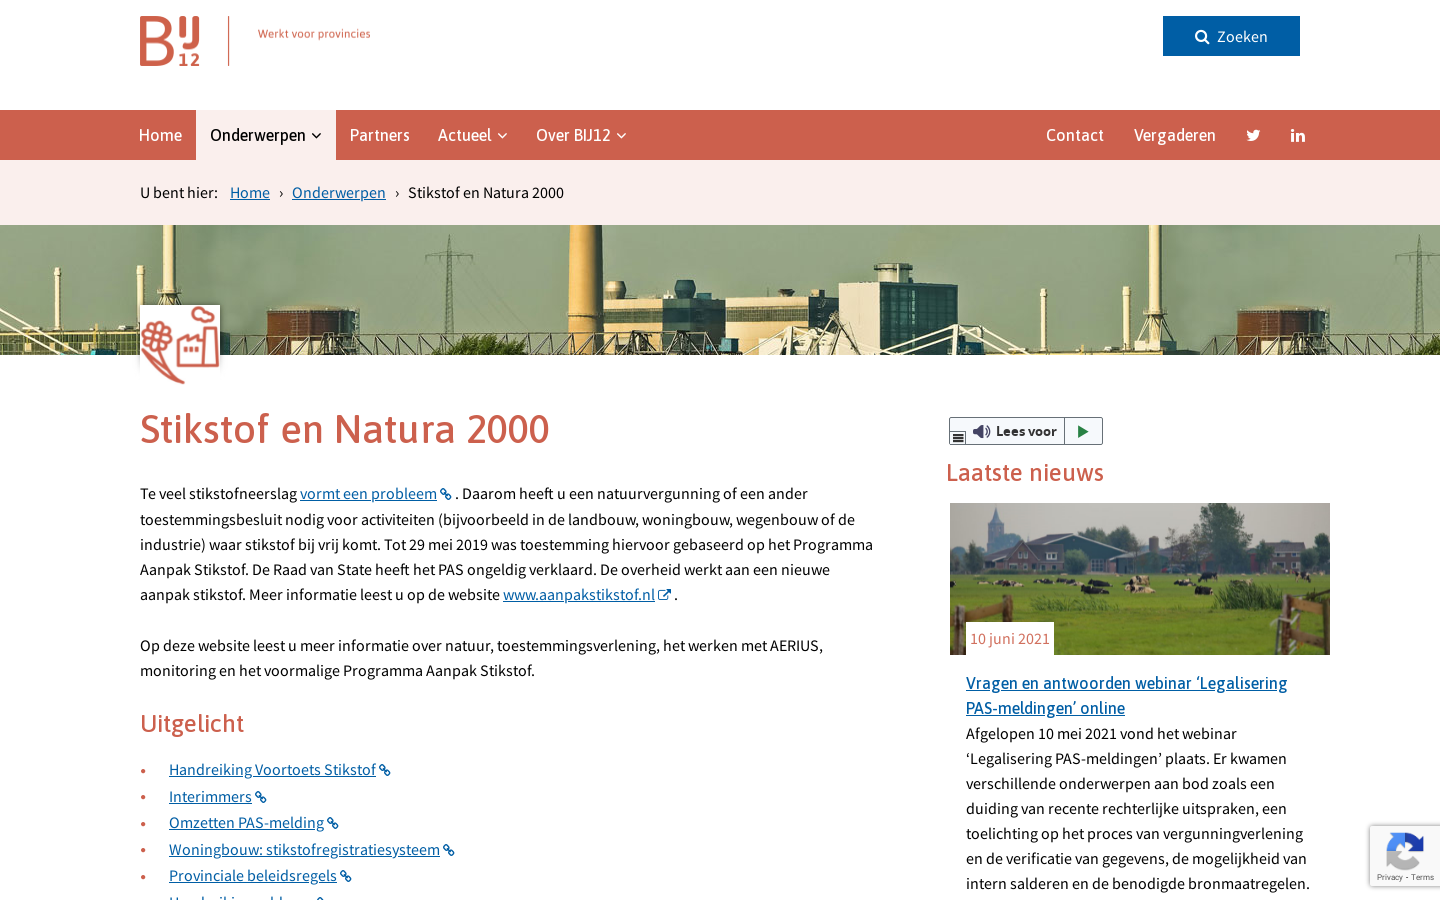 BIJ12
Werkt voor provincies
Zoeken
Home
Onderwerpen
Partners
Actueel
Over BIJ12
Contact
Vergaderen
U bent hier: Home › Onderwerpen › Stikstof en Natura 2000
Stikstof en Natura 2000
Te veel stikstofneerslag vormt een probleem . Daarom heeft u een natuurvergunning of een ander
toestemmingsbesluit nodig voor activiteiten (bijvoorbeeld in de landbouw, woningbouw, wegenbouw of de
industrie) waar stikstof bij vrij komt. Tot 29 mei 2019 was toestemming hiervoor gebaseerd op het Programma
Aanpak Stikstof. De Raad van State heeft het PAS ongeldig verklaard. De overheid werkt aan een nieuwe
aanpak stikstof. Meer informatie leest u op de website www.aanpakstikstof.nl .
Op deze website leest u meer informatie over natuur, toestemmingsverlening, het werken met AERIUS,
monitoring en het voormalige Programma Aanpak Stikstof.
Uitgelicht
• Handreiking Voortoets Stikstof
• Interimmers
• Omzetten PAS-melding
• Woningbouw: stikstofregistratiesysteem
• Provinciale beleidsregels
Lees voor
Laatste nieuws
10 juni 2021
Vragen en antwoorden webinar ‘Legalisering
PAS-meldingen’ online
Afgelopen 10 mei 2021 vond het webinar
‘Legalisering PAS-meldingen’ plaats. Er kwamen
verschillende onderwerpen aan bod zoals een
duiding van recente rechterlijke uitspraken, een
toelichting op het proces van vergunningverlening
en de verificatie van gegevens, de mogelijkheid van
intern salderen en de benodigde bronmaatregelen.
Privacy - Terms